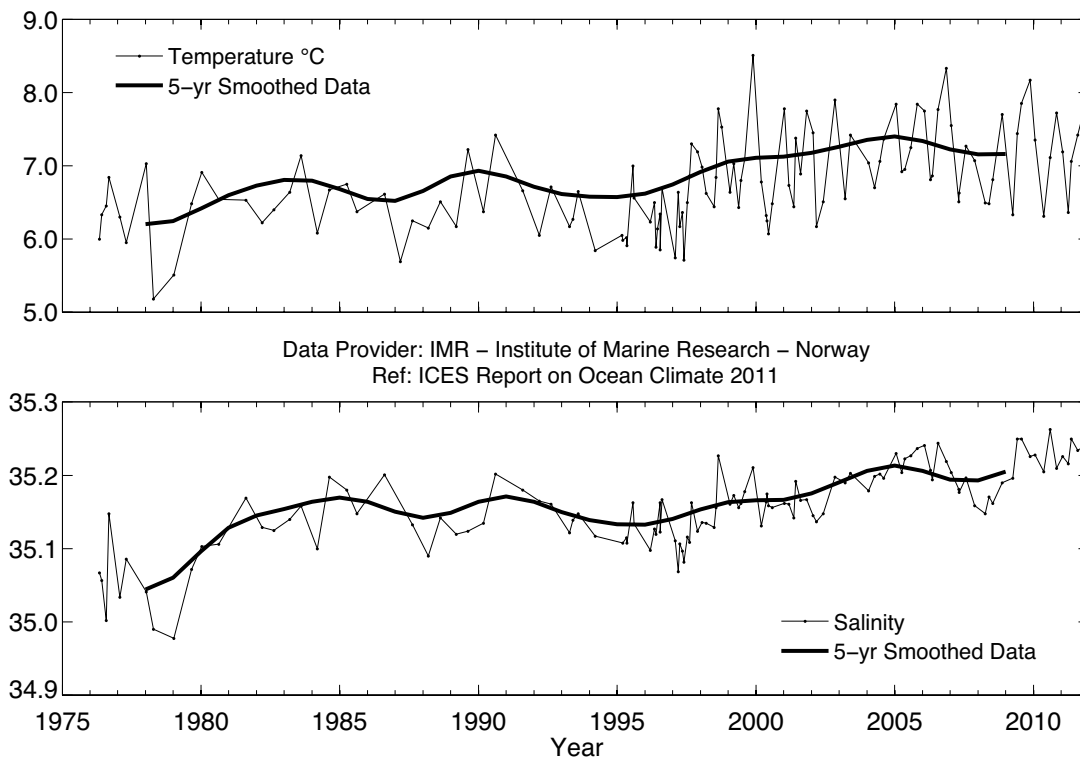 9.0
8.0
7.0
6.0
5.0
Temperature °C
5−yr Smoothed Data
Data Provider: IMR − Institute of Marine Research − Norway
Ref: ICES Report on Ocean Climate 2011
35.3
35.2
35.1
35.0
34.9
Salinity
5−yr Smoothed Data
1975 1980 1985 1990 1995 2000 2005 2010
Year